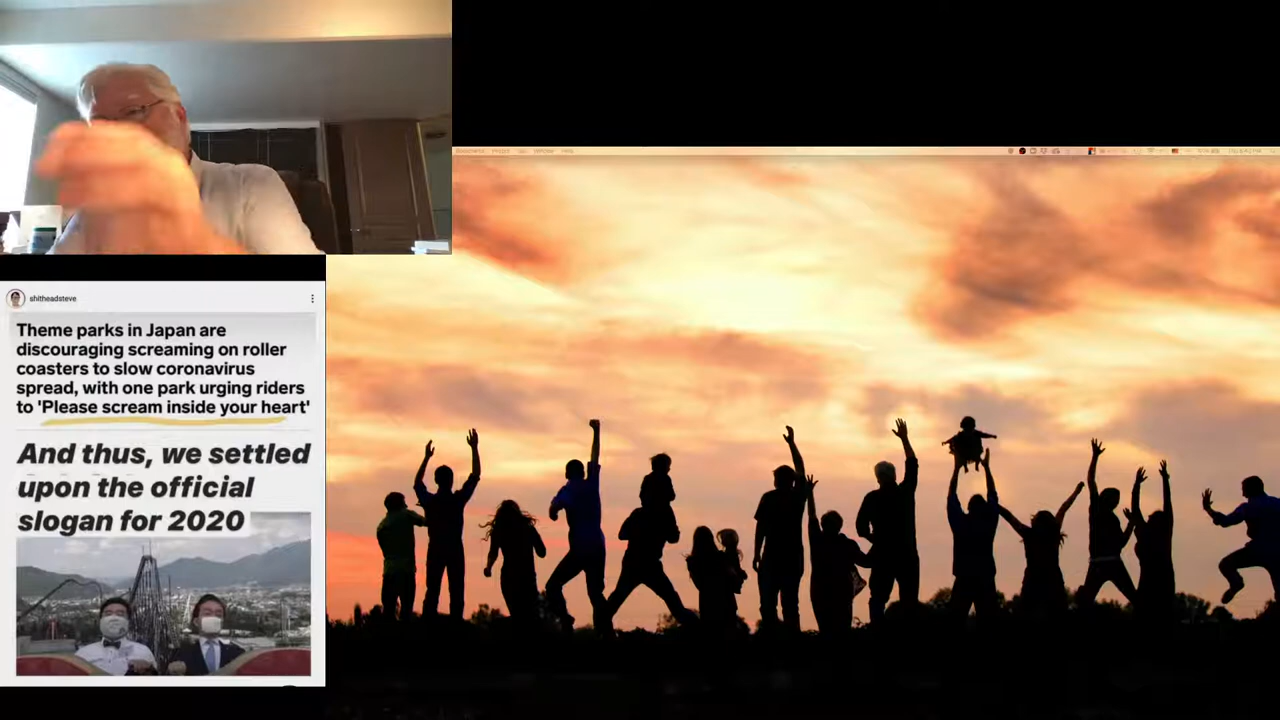 shitheadsteve
Theme parks in Japan are
discouraging screaming on roller
coasters to slow coronavirus
spread, with one park urging riders
to 'Please scream inside your heart'
And thus, we settled
upon the official
slogan for 2020